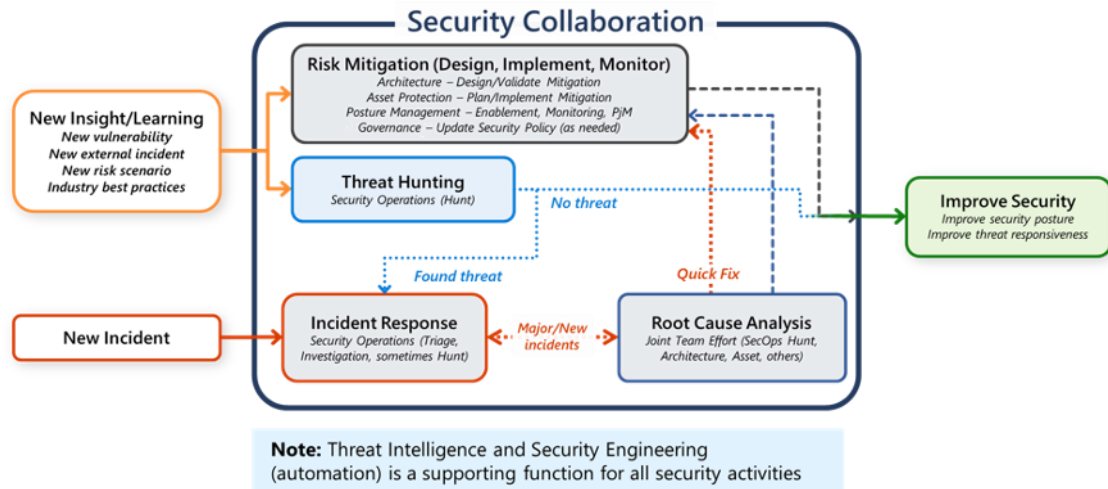 Security Collaboration
Risk Mitigation (Design, Implement, Monitor)
Architecture – Design/Validate Mitigation
Asset Protection – Plan/Implement Mitigation
Posture Management – Enablement, Monitoring, PjM
Governance – Update Security Policy (as needed)
New Insight/Learning
New vulnerability
New external incident
New risk scenario
Industry best practices
Threat Hunting
Security Operations (Hunt)
No threat
Improve Security
Improve security posture
Improve threat responsiveness
Found threat
Quick Fix
New Incident
Incident Response
Security Operations (Triage,
Investigation, sometimes Hunt)
Major/New
incidents
Root Cause Analysis
Joint Team Effort (SecOps Hunt,
Architecture, Asset, others)
Note: Threat Intelligence and Security Engineering
(automation) is a supporting function for all security activities